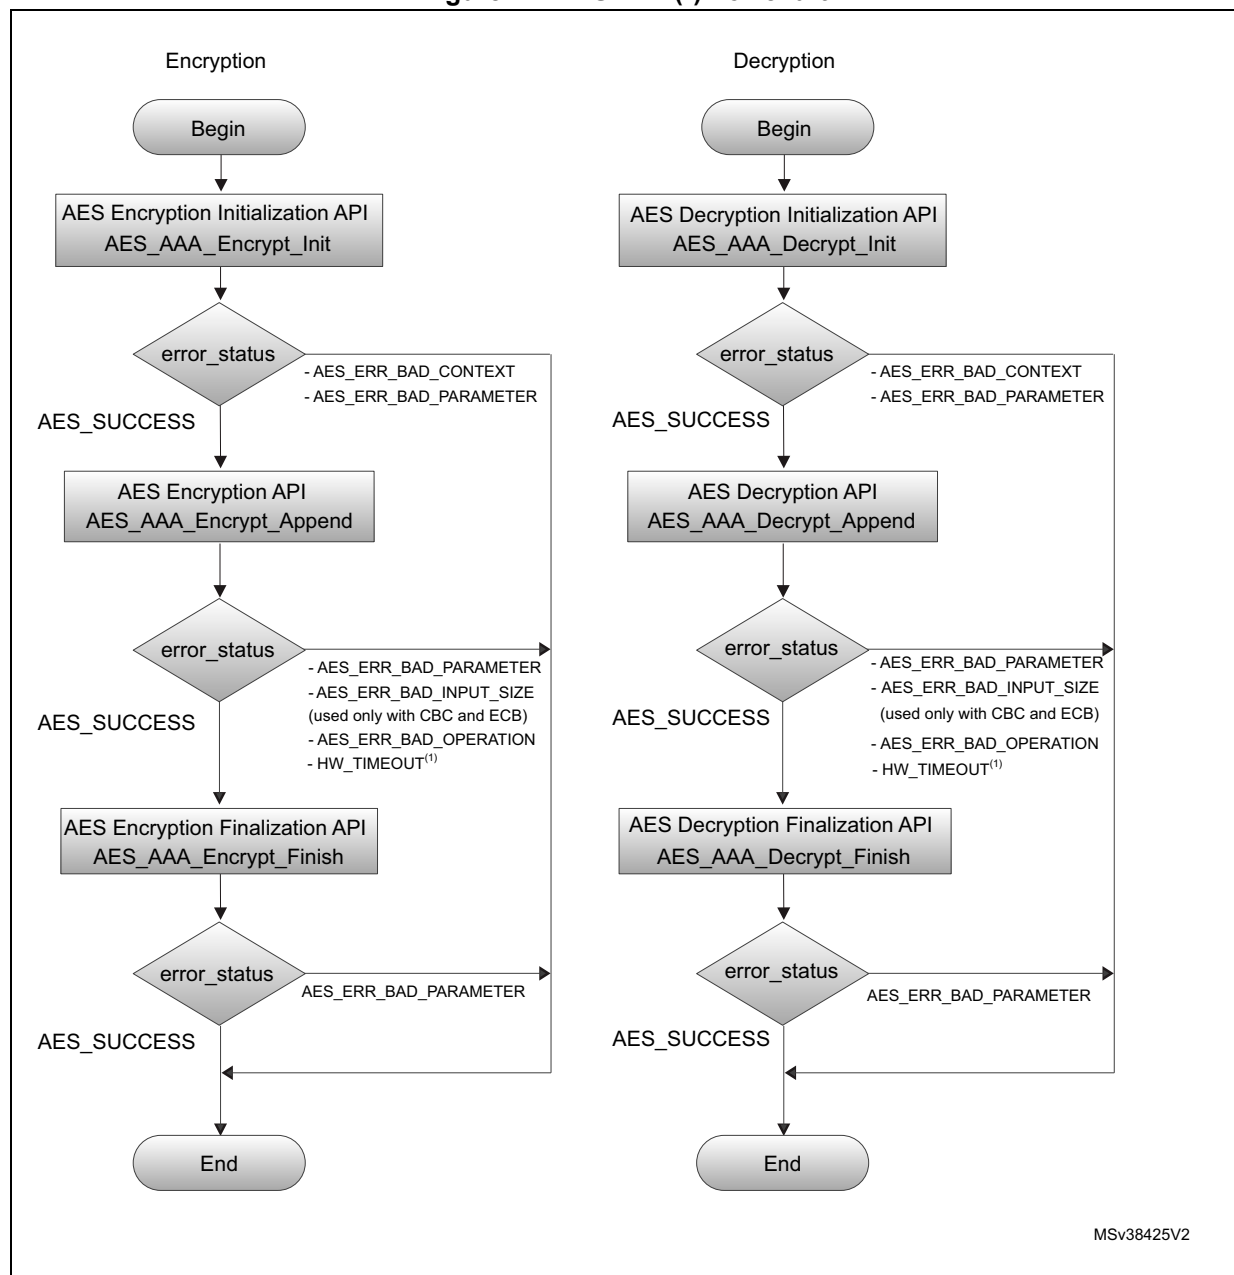 Encryption
Begin
AES Encryption Initialization API
AES_AAA_Encrypt_Init
error_status
- AES_ERR_BAD_CONTEXT
- AES_ERR_BAD_PARAMETER
AES_SUCCESS
AES Encryption API
AES_AAA_Encrypt_Append
error_status
- AES_ERR_BAD_PARAMETER
- AES_ERR_BAD_INPUT_SIZE
(used only with CBC and ECB)
- AES_ERR_BAD_OPERATION
- HW_TIMEOUT(1)
AES_SUCCESS
AES Encryption Finalization API
AES_AAA_Encrypt_Finish
error_status
AES_ERR_BAD_PARAMETER
AES_SUCCESS
End
Decryption
Begin
AES Decryption Initialization API
AES_AAA_Decrypt_Init
error_status
- AES_ERR_BAD_CONTEXT
- AES_ERR_BAD_PARAMETER
AES_SUCCESS
AES Decryption API
AES_AAA_Decrypt_Append
error_status
- AES_ERR_BAD_PARAMETER
- AES_ERR_BAD_INPUT_SIZE
(used only with CBC and ECB)
- AES_ERR_BAD_OPERATION
- HW_TIMEOUT(1)
AES_SUCCESS
AES Decryption Finalization API
AES_AAA_Decrypt_Finish
error_status
AES_ERR_BAD_PARAMETER
AES_SUCCESS
End
MSv38425V2